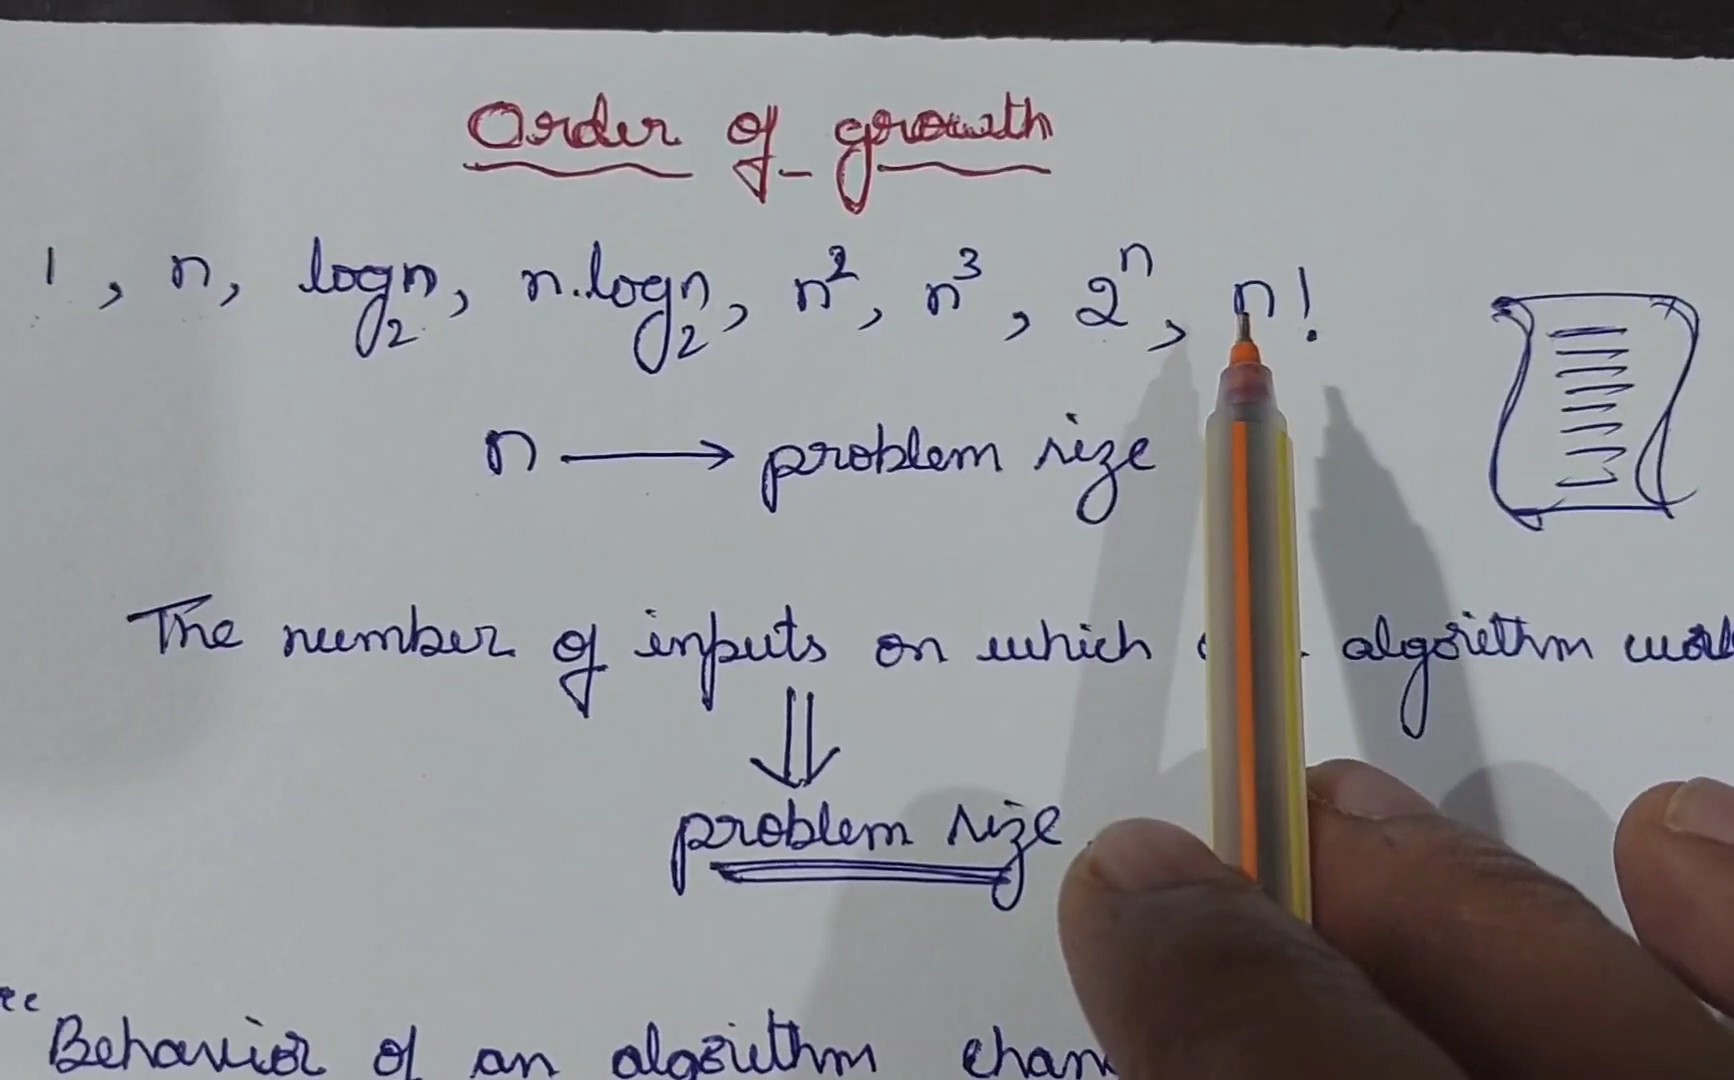 Order of growth
1, n, log₂n, n.log₂n, n², n³, 2ⁿ, n!
n → problem size
The number of inputs on which algorithm
⇓
problem size
" Behavior of an algorithm